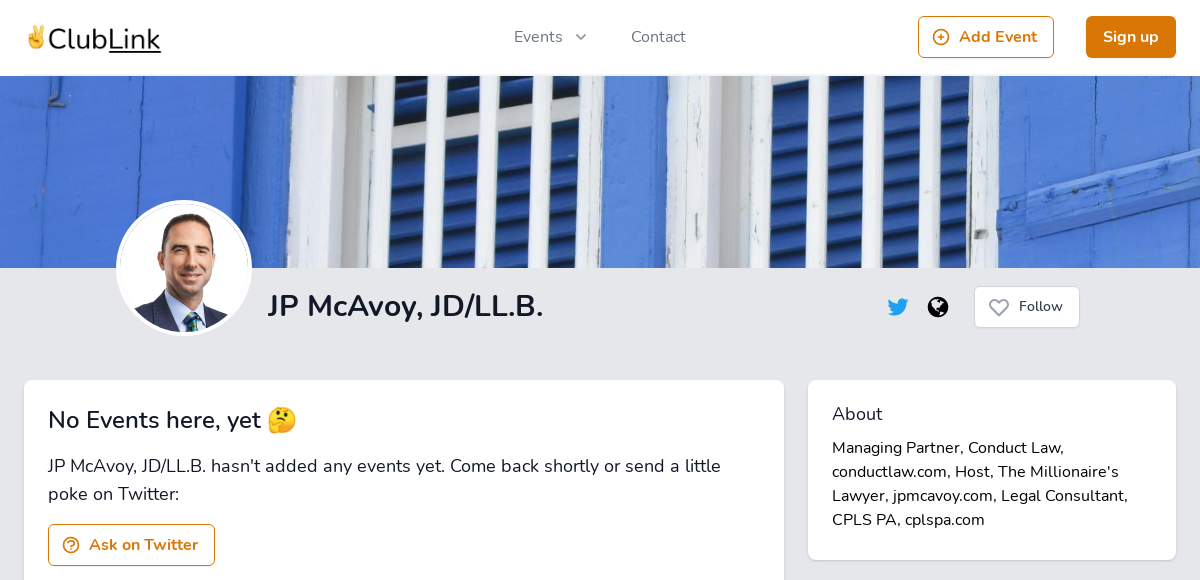 ✌ClubLink
Events
Contact
Add Event
Sign up
JP McAvoy, JD/LL.B.
Follow
No Events here, yet 🤔
JP McAvoy, JD/LL.B. hasn't added any events yet. Come back shortly or send a little
poke on Twitter:
Ask on Twitter
About
Managing Partner, Conduct Law,
conductlaw.com, Host, The Millionaire's
Lawyer, jpmcavoy.com, Legal Consultant,
CPLS PA, cplspa.com